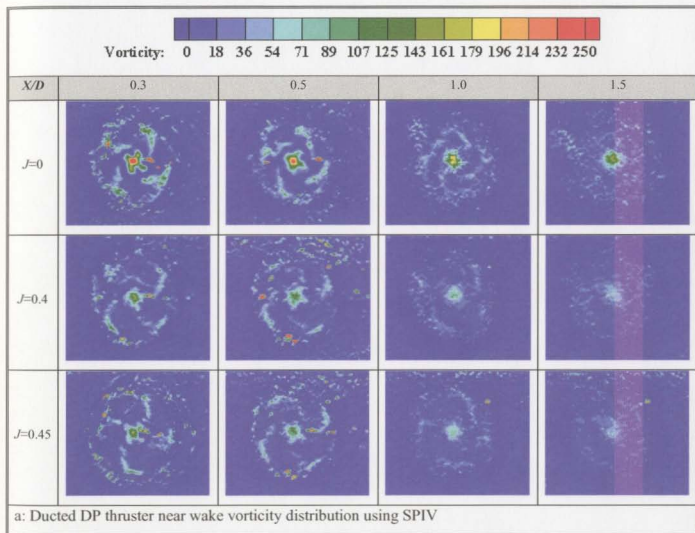 Vorticity: 0 18 36 54 71 89 107 125 143 161 179 196 214 232 250
X/D 0.3 0.5 1.0 1.5
J=0
J=0.4
J=0.45
a: Ducted DP thruster near wake vorticity distribution using SPIV